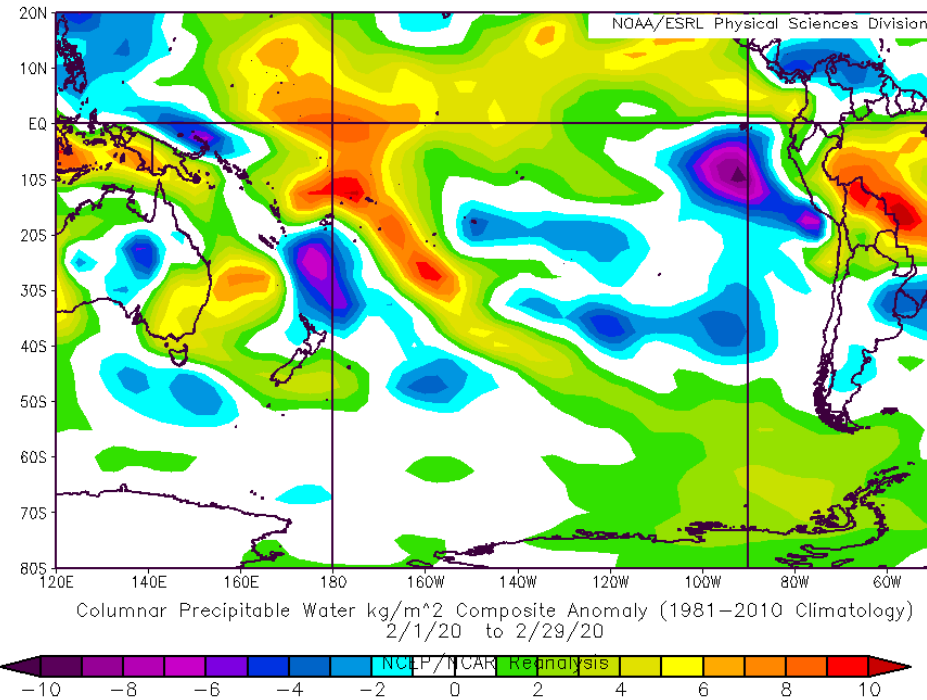 NOAA/ESRL Physical Sciences Division
20N
10N
EQ
10S
20S
30S
40S
50S
60S
70S
80S
120E 140E 160E 180 160W 140W 120W 100W 80W 60W
Columnar Precipitable Water kg/m^2 Composite Anomaly (1981-2010 Climatology)
2/1/20 to 2/29/20
NCEP/NCAR Reanalysis
-10 -8 -6 -4 -2 0 2 4 6 8 10